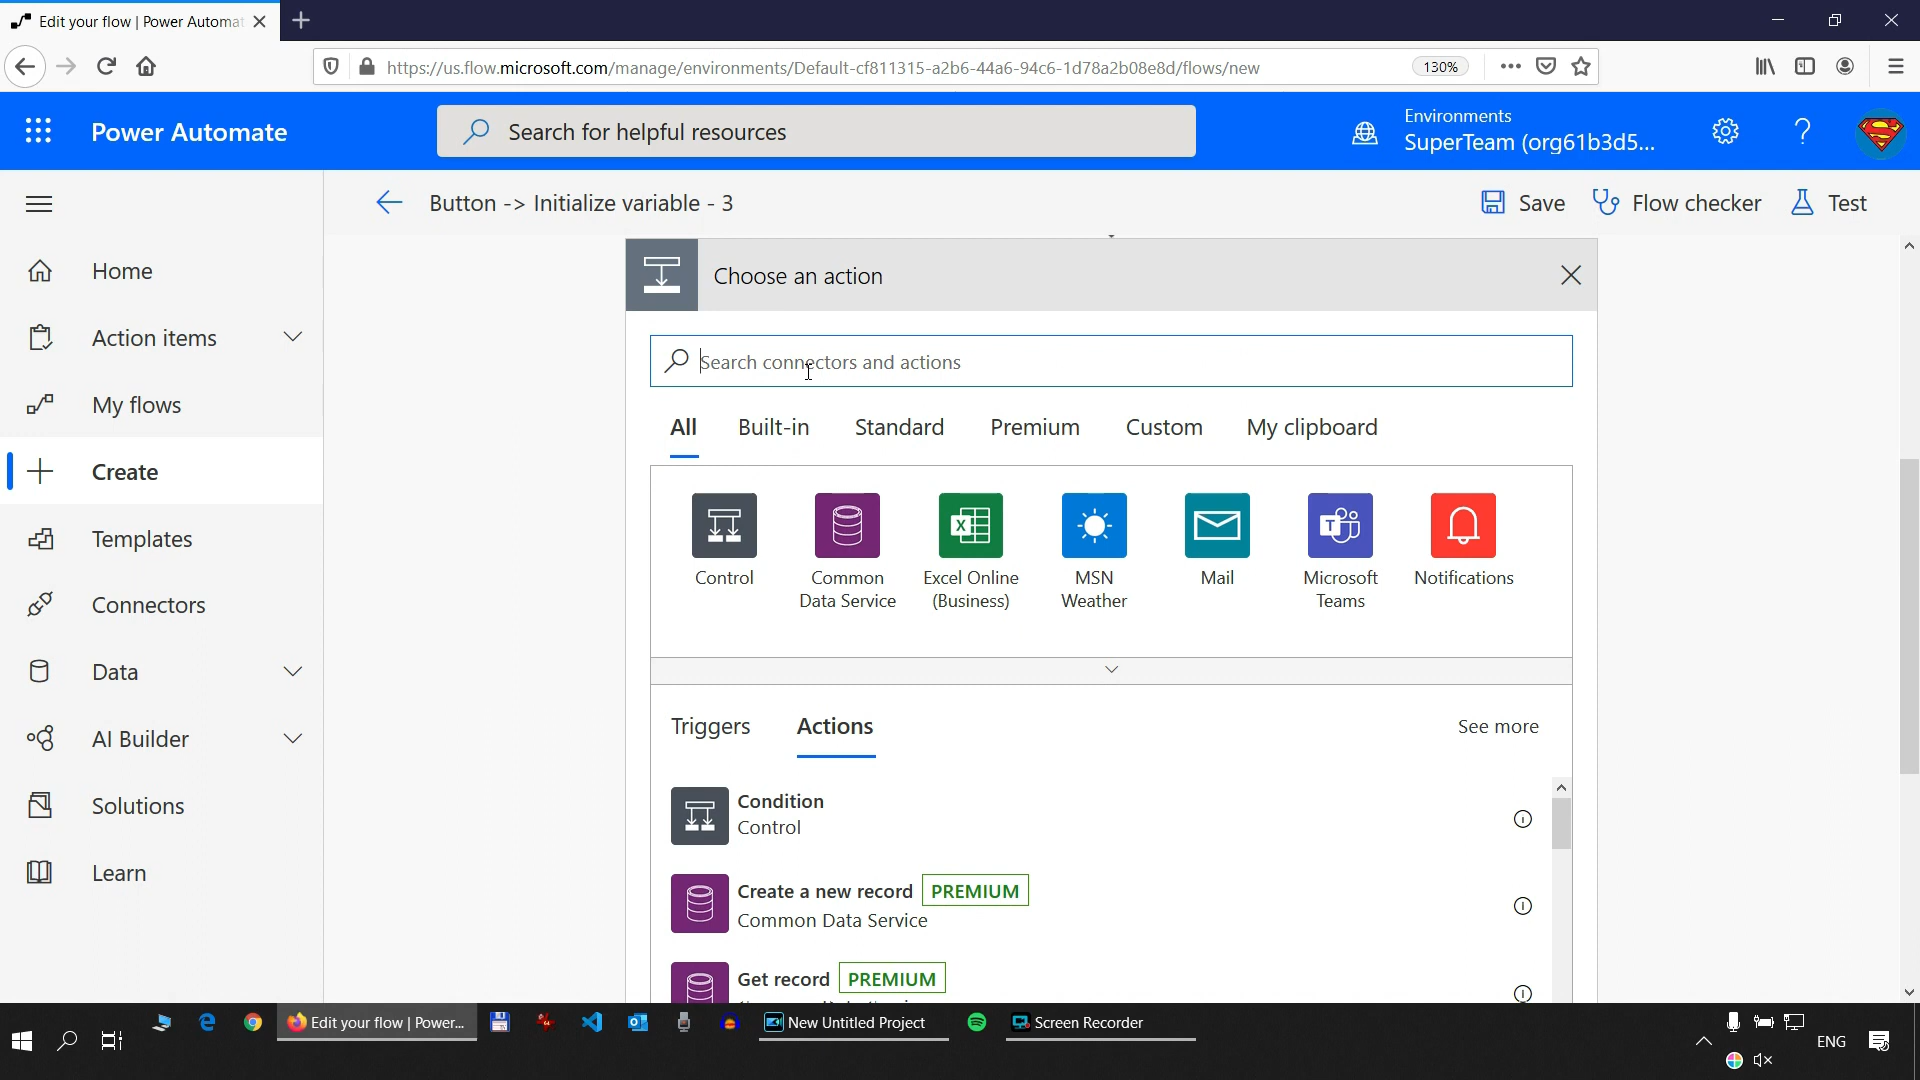 Edit your flow | Power Automat
https://us.flow.microsoft.com/manage/environments/Default-cf811315-a2b6-44a6-94c6-1d78a2b08e8d/flows/new
130%
Power Automate
Search for helpful resources
Environments
SuperTeam (org61b3d5...
Button -> Initialize variable - 3
Save
Flow checker
Test
Home
Action items
My flows
Create
Templates
Connectors
Data
AI Builder
Solutions
Learn
Choose an action
Search connectors and actions
All
Built-in
Standard
Premium
Custom
My clipboard
Control
Common
Data Service
Excel Online
(Business)
MSN
Weather
Mail
Microsoft
Teams
Notifications
Triggers
Actions
See more
Condition
Control
Create a new record PREMIUM
Common Data Service
Get record PREMIUM
Edit your flow | Power...
New Untitled Project
Screen Recorder
ENG